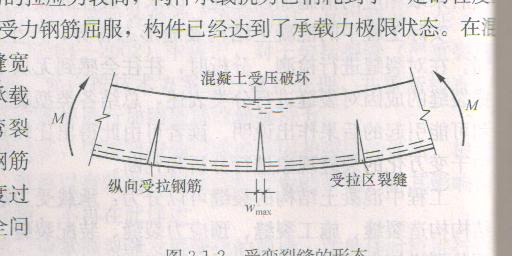 受力钢筋屈服，构件已经达到了承载力极限状态。在混
缝宽
承载
弯裂
钢筋
度过
全问
混凝土受压破坏
M
M
纵向受拉钢筋
受拉区裂缝
w_max
图 2.1-2 受弯裂缝的形态